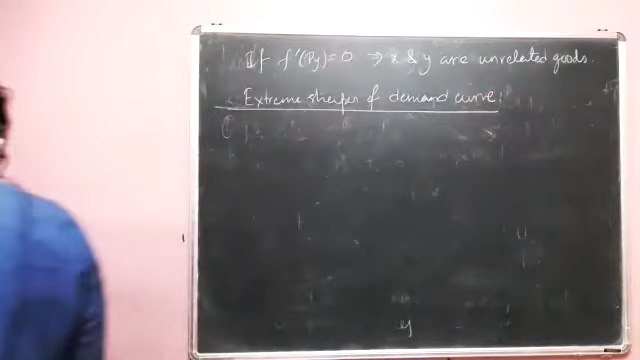 If f'(Py) = 0 ⇒ x & y are unrelated goods.
Extreme shapes of demand curve: